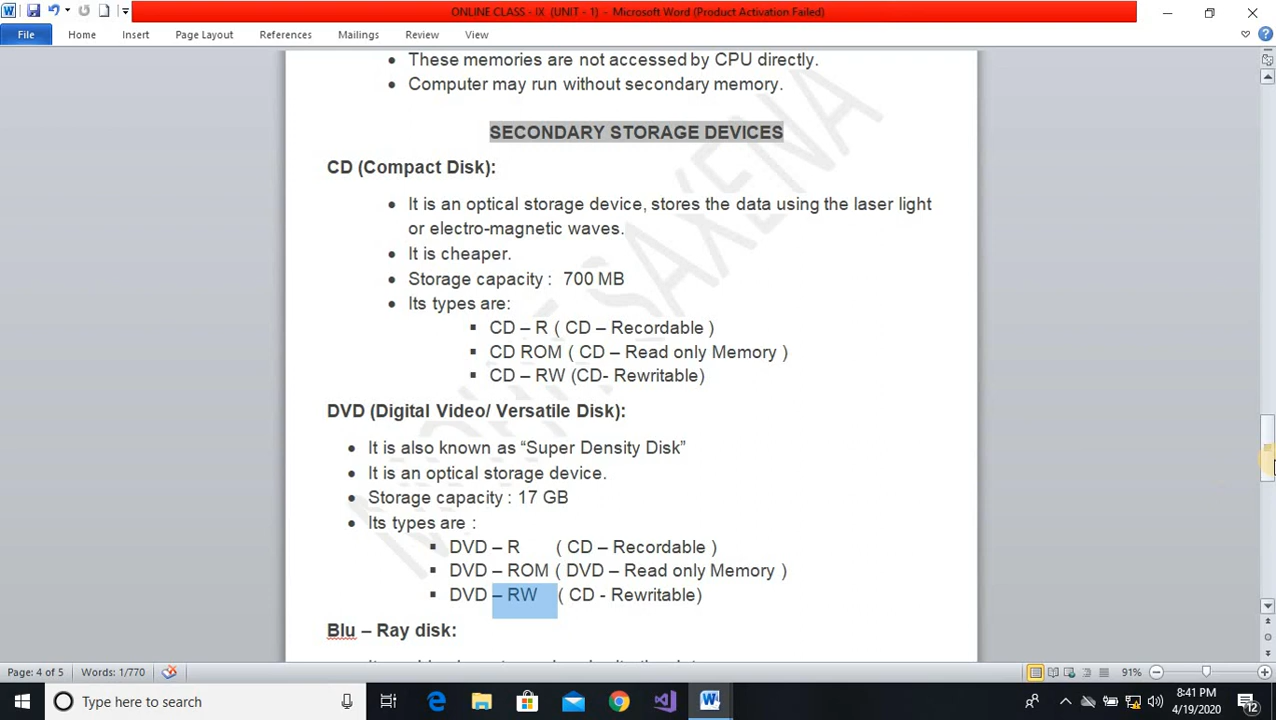 ONLINE CLASS - IX (UNIT - 1) - Microsoft Word (Product Activation Failed)
File Home Insert Page Layout References Mailings Review View
These memories are not accessed by CPU directly.
Computer may run without secondary memory.
SECONDARY STORAGE DEVICES
CD (Compact Disk):
It is an optical storage device, stores the data using the laser light
or electro-magnetic waves.
It is cheaper.
Storage capacity : 700 MB
Its types are:
CD – R ( CD – Recordable )
CD ROM ( CD – Read only Memory )
CD – RW (CD- Rewritable)
DVD (Digital Video/ Versatile Disk):
It is also known as “Super Density Disk”
It is an optical storage device.
Storage capacity : 17 GB
Its types are :
DVD – R ( CD – Recordable )
DVD – ROM ( DVD – Read only Memory )
DVD – RW ( CD - Rewritable)
Blu – Ray disk:
SAXENA
Page: 4 of 5 Words: 1/770 91%
Type here to search
8:41 PM
4/19/2020
12